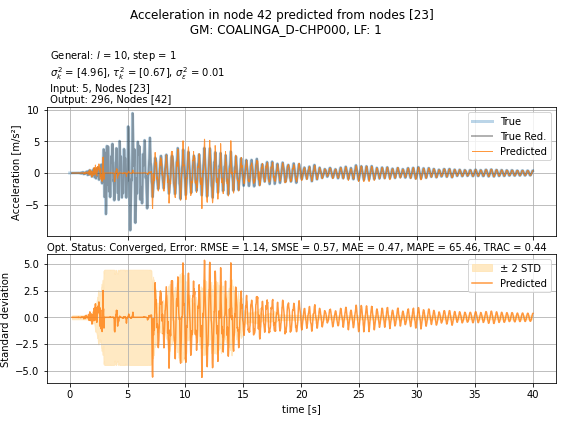 Acceleration in node 42 predicted from nodes [23]
GM: COALINGA_D-CHP000, LF: 1
General: l = 10, step = 1
σ²ₖ = [4.96], τ²ₖ = [0.67], σ²ε = 0.01
Input: 5, Nodes [23]
Output: 296, Nodes [42]
Acceleration [m/s²]
10
5
0
−5
True
True Red.
Predicted
Opt. Status: Converged, Error: RMSE = 1.14, SMSE = 0.57, MAE = 0.47, MAPE = 65.46, TRAC = 0.44
Standard deviation
5.0
2.5
0.0
−2.5
−5.0
± 2 STD
Predicted
0 5 10 15 20 25 30 35 40
time [s]